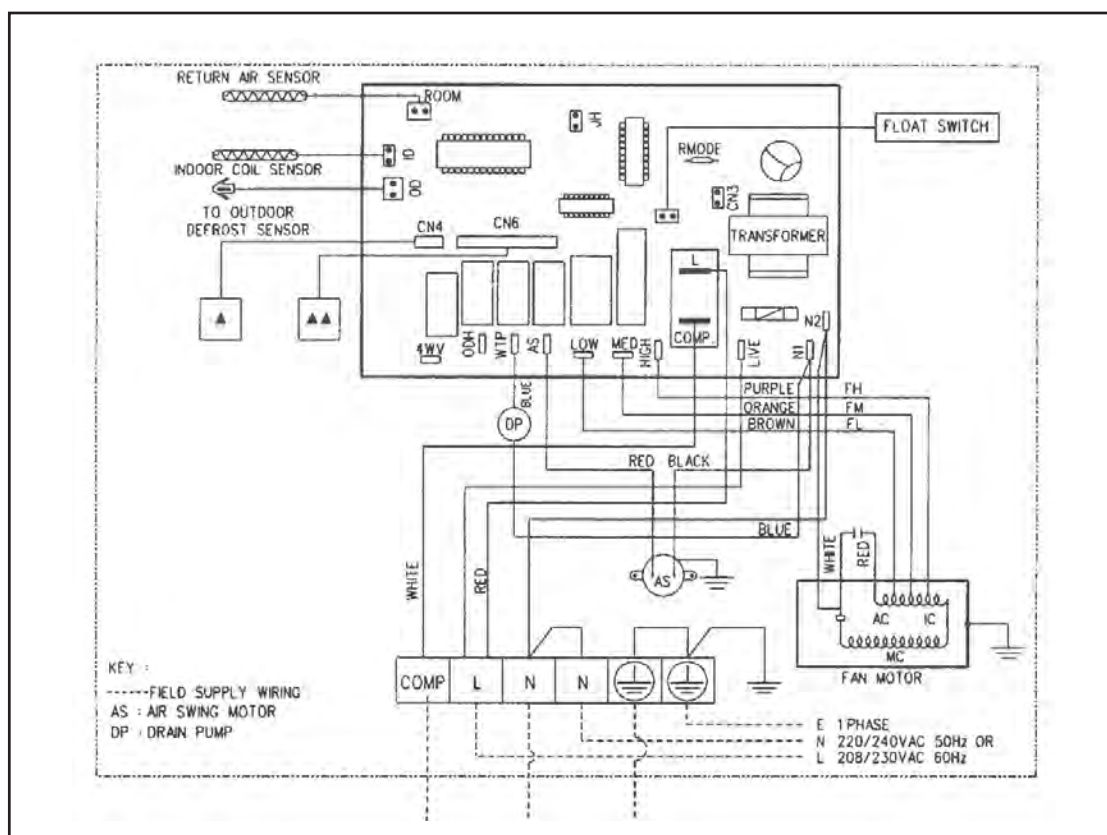 RETURN AIR SENSOR
ROOM
JH
FLOAT SWITCH
RMODE
ID
INDOOR COIL SENSOR
OD
CN3
TO OUTDOOR
DEFROST SENSOR
CN4
CN6
TRANSFORMER
L
COMP.
N2
4WV
ODH
WTP
AS
LOW
MED
HIGH
LIVE
N1
BLUE
PURPLE FH
ORANGE FM
BROWN FL
DP
RED BLACK
BLUE
WHITE
RED
WHITE
RED
AS
AC IC
MC
FAN MOTOR
COMP L N N
KEY :
------FIELD SUPPLY WIRING
AS : AIR SWING MOTOR
DP : DRAIN PUMP
E 1PHASE
N 220/240VAC 50Hz OR
L 208/230VAC 60Hz